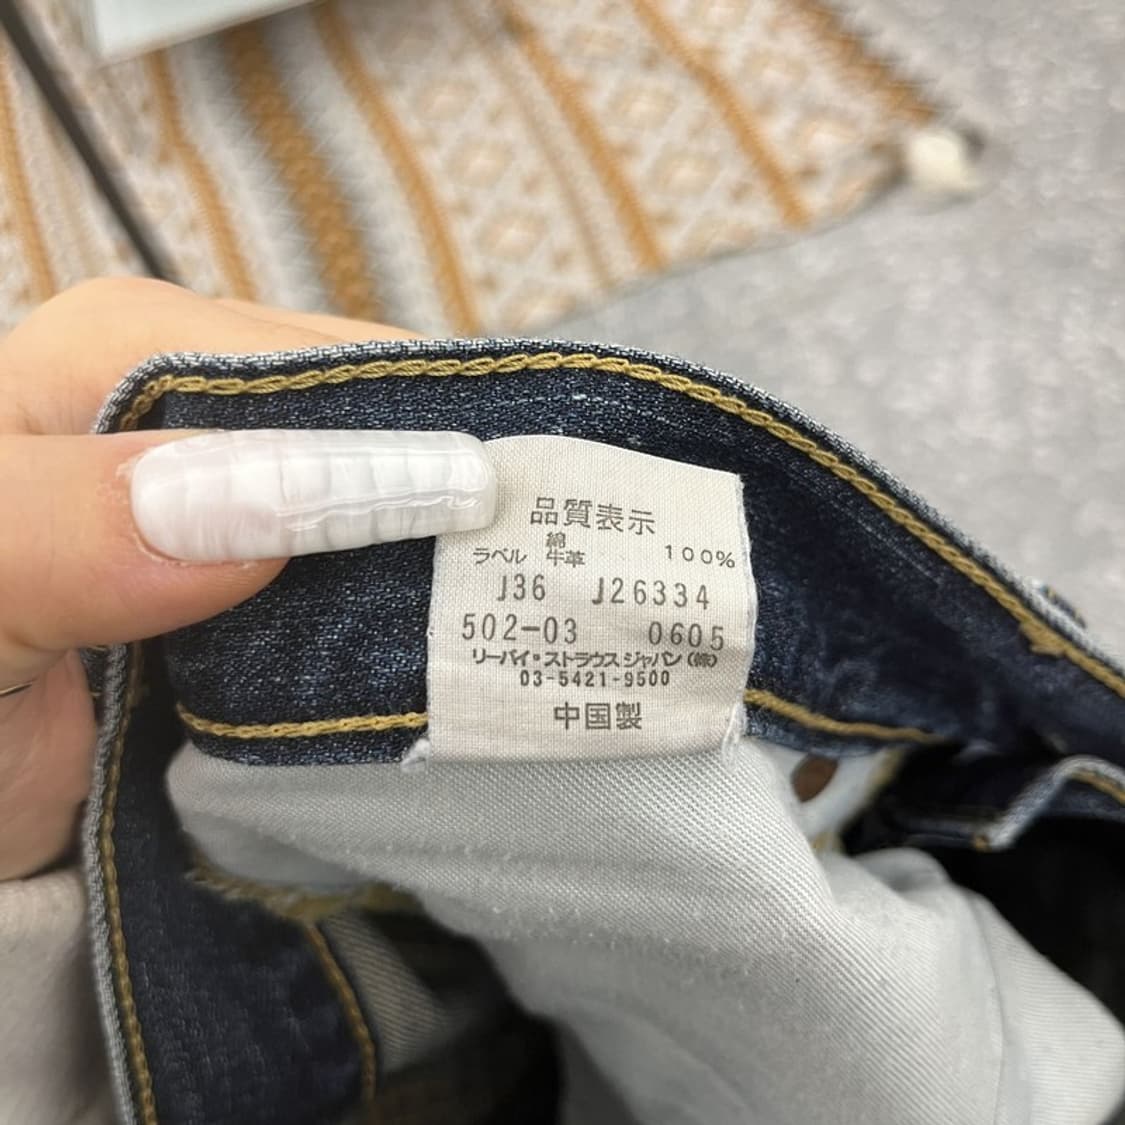 品質表示
綿 100%
ラベル 牛革
J36 J26334
502-03 0605
リーバイ・ストラウス ジャパン(株)
03-5421-9500
中国製